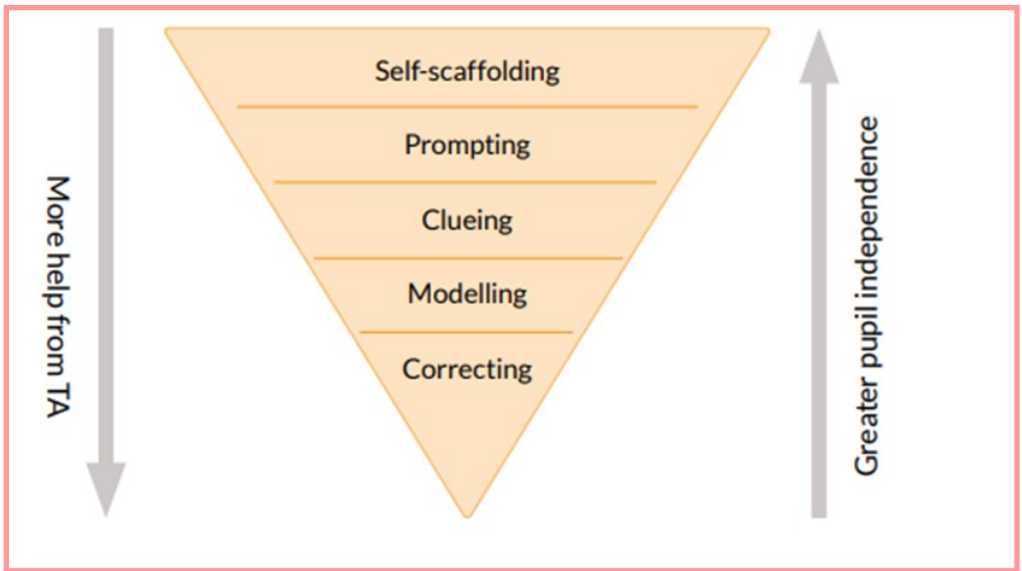 Self-scaffolding
Prompting
Clueing
Modelling
Correcting
More help from TA
Greater pupil independence